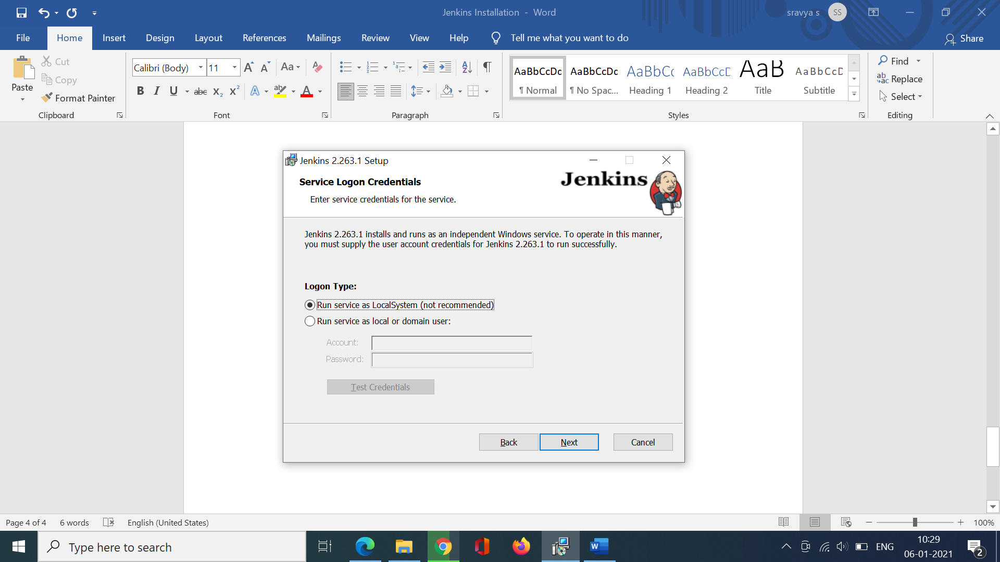 Jenkins Installation - Word
sravya s
SS
File
Home
Insert
Design
Layout
References
Mailings
Review
View
Help
Tell me what you want to do
Share
Paste
Cut
Copy
Format Painter
Clipboard
Calibri (Body)
11
Font
Paragraph
AaBbCcDc
¶ Normal
AaBbCcDc
¶ No Spac...
AaBbCc
Heading 1
AaBbCcD
Heading 2
AaB
Title
AaBbCcD
Subtitle
Styles
Find
Replace
Select
Editing
Jenkins 2.263.1 Setup
Service Logon Credentials
Enter service credentials for the service.
Jenkins
Jenkins 2.263.1 installs and runs as an independent Windows service. To operate in this manner,
you must supply the user account credentials for Jenkins 2.263.1 to run successfully.
Logon Type:
Run service as LocalSystem (not recommended)
Run service as local or domain user:
Account:
Password:
Test Credentials
Back
Next
Cancel
Page 4 of 4
6 words
English (United States)
100%
Type here to search
ENG
10:29
06-01-2021
2